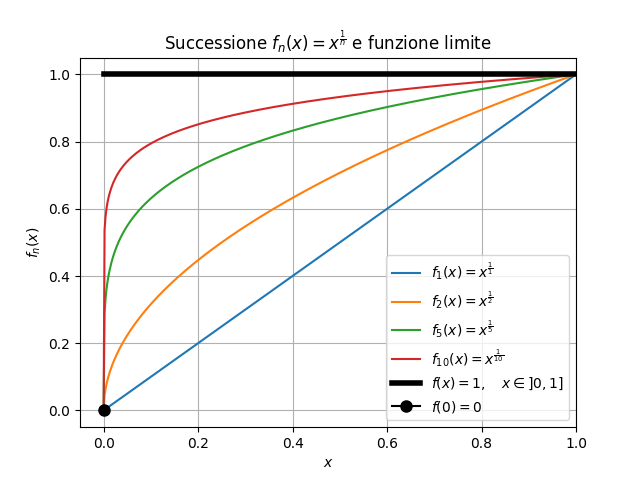 Successione $f_n(x) = x^{\frac{1}{n}}$ e funzione limite
$f_n(x)$
1.0
0.8
0.6
0.4
0.2
0.0
$f_1(x) = x^{\frac{1}{1}}$
$f_2(x) = x^{\frac{1}{2}}$
$f_5(x) = x^{\frac{1}{5}}$
$f_{10}(x) = x^{\frac{1}{10}}$
$f(x) = 1, \quad x \in ]0, 1]$
$f(0) = 0$
0.0 0.2 0.4 0.6 0.8 1.0
$x$